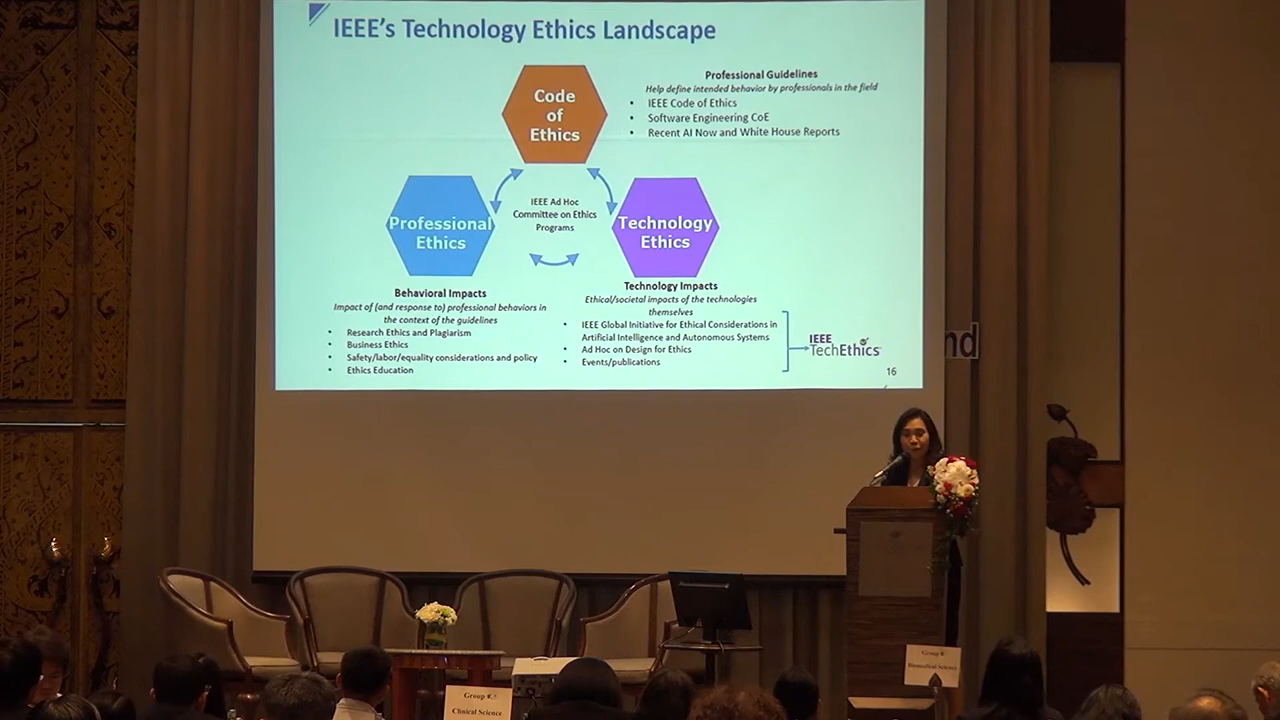 IEEE's Technology Ethics Landscape
Code
of
Ethics
Professional Guidelines
Help define intended behavior by professionals in the field
• IEEE Code of Ethics
• Software Engineering CoE
• Recent AI Now and White House Reports
Professional
Ethics
IEEE Ad Hoc
Committee on Ethics
Programs
Technology
Ethics
Behavioral Impacts
Impact of (and response to) professional behaviors in
the context of the guidelines
• Research Ethics and Plagiarism
• Business Ethics
• Safety/labor/equality considerations and policy
• Ethics Education
Technology Impacts
Ethical/societal impacts of the technologies
themselves
• IEEE Global Initiative for Ethical Considerations in
Artificial Intelligence and Autonomous Systems
• Ad Hoc on Design for Ethics
• Events/publications
IEEE
TechEthics
16
nd
Group #
Biomedical Science
Group #
Clinical Science